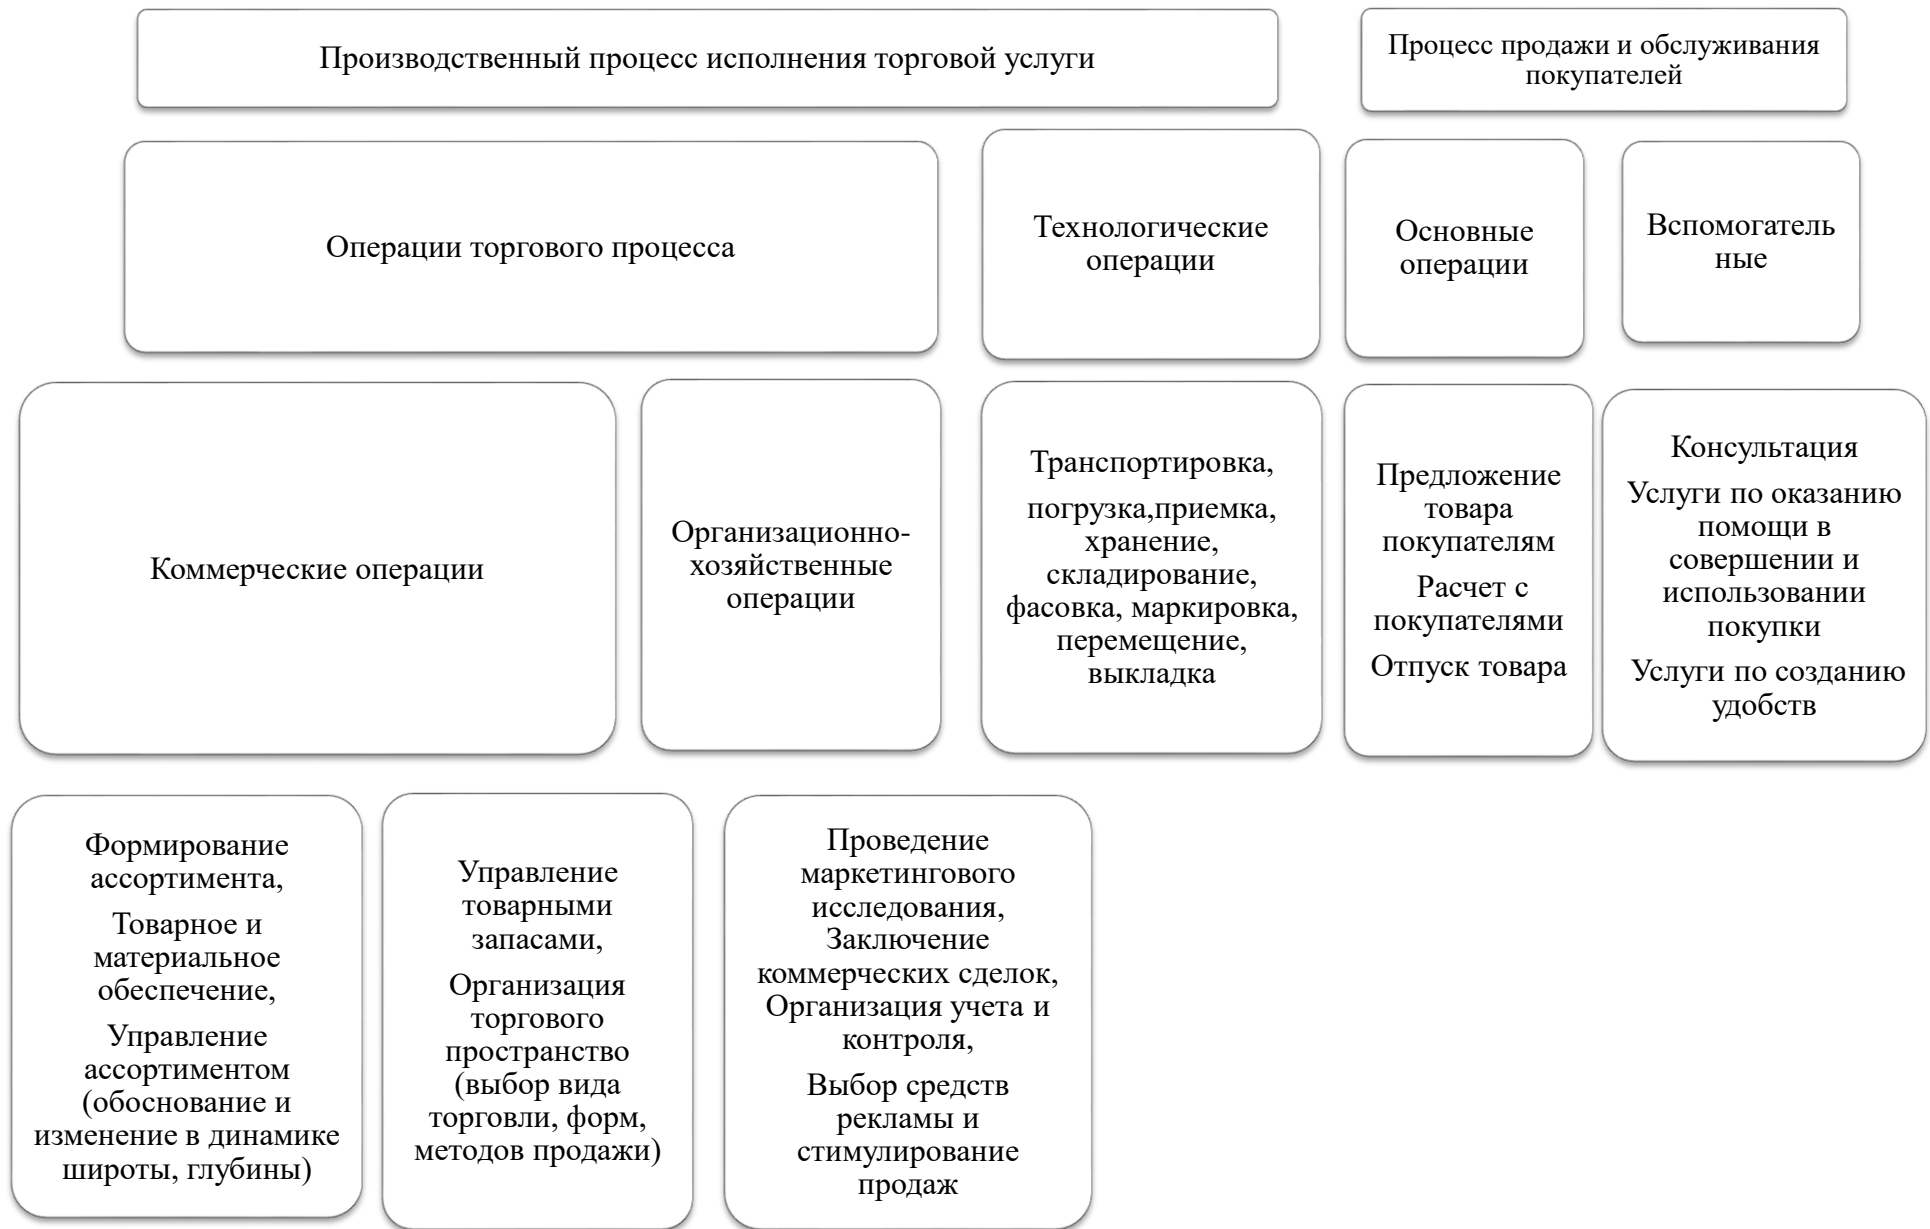 Производственный процесс исполнения торговой услуги
Процесс продажи и обслуживания
покупателей
Операции торгового процесса
Технологические
операции
Основные
операции
Вспомогатель
ные
Коммерческие операции
Организационно-
хозяйственные
операции
Транспортировка,
погрузка,приемка,
хранение,
складирование,
фасовка, маркировка,
перемещение,
выкладка
Предложение
товара
покупателям
Расчет с
покупателями
Отпуск товара
Консультация
Услуги по оказанию
помощи в
совершении и
использовании
покупки
Услуги по созданию
удобств
Формирование
ассортимента,
Товарное и
материальное
обеспечение,
Управление
ассортиментом
(обоснование и
изменение в динамике
широты, глубины)
Управление
товарными
запасами,
Организация
торгового
пространство
(выбор вида
торговли, форм,
методов продажи)
Проведение
маркетингового
исследования,
Заключение
коммерческих сделок,
Организация учета и
контроля,
Выбор средств
рекламы и
стимулирование
продаж